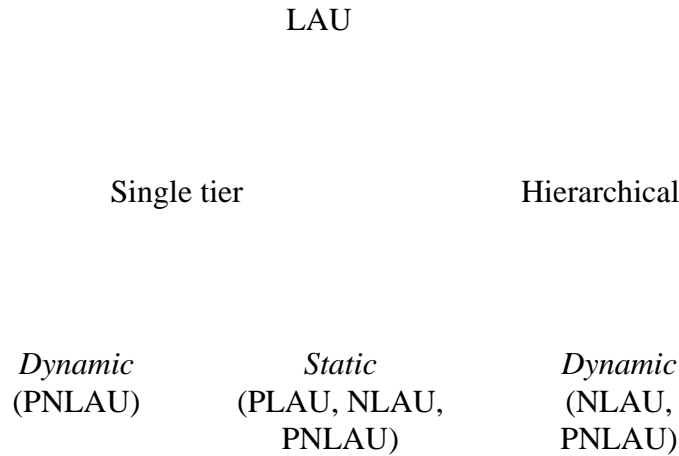 LAU
Single tier
Hierarchical
Dynamic
(PNLAU)
Static
(PLAU, NLAU,
PNLAU)
Dynamic
(NLAU,
PNLAU)